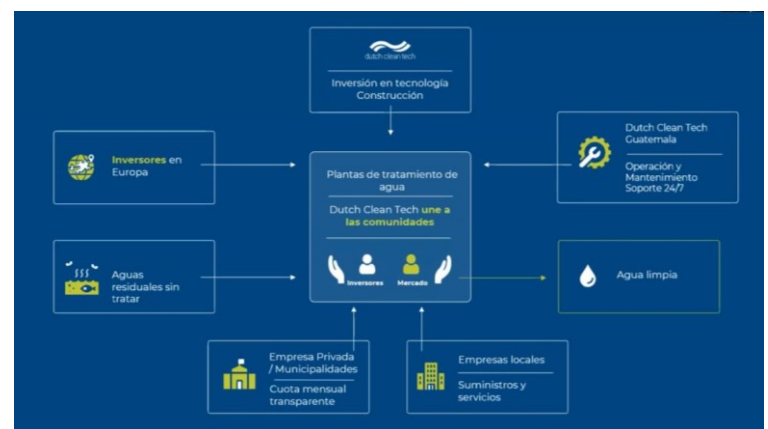 dutch clean tech
Inversión en tecnología
Construcción
Inversores en
Europa
Plantas de tratamiento de
agua
Dutch Clean Tech une a
las comunidades
Inversores
Mercado
Dutch Clean Tech
Guatemala
Operación y
Mantenimiento
Soporte 24/7
Aguas
residuales sin
tratar
Agua limpia
Empresa Privada
/ Municipalidades
Cuota mensual
transparente
Empresas locales
Suministros y
servicios